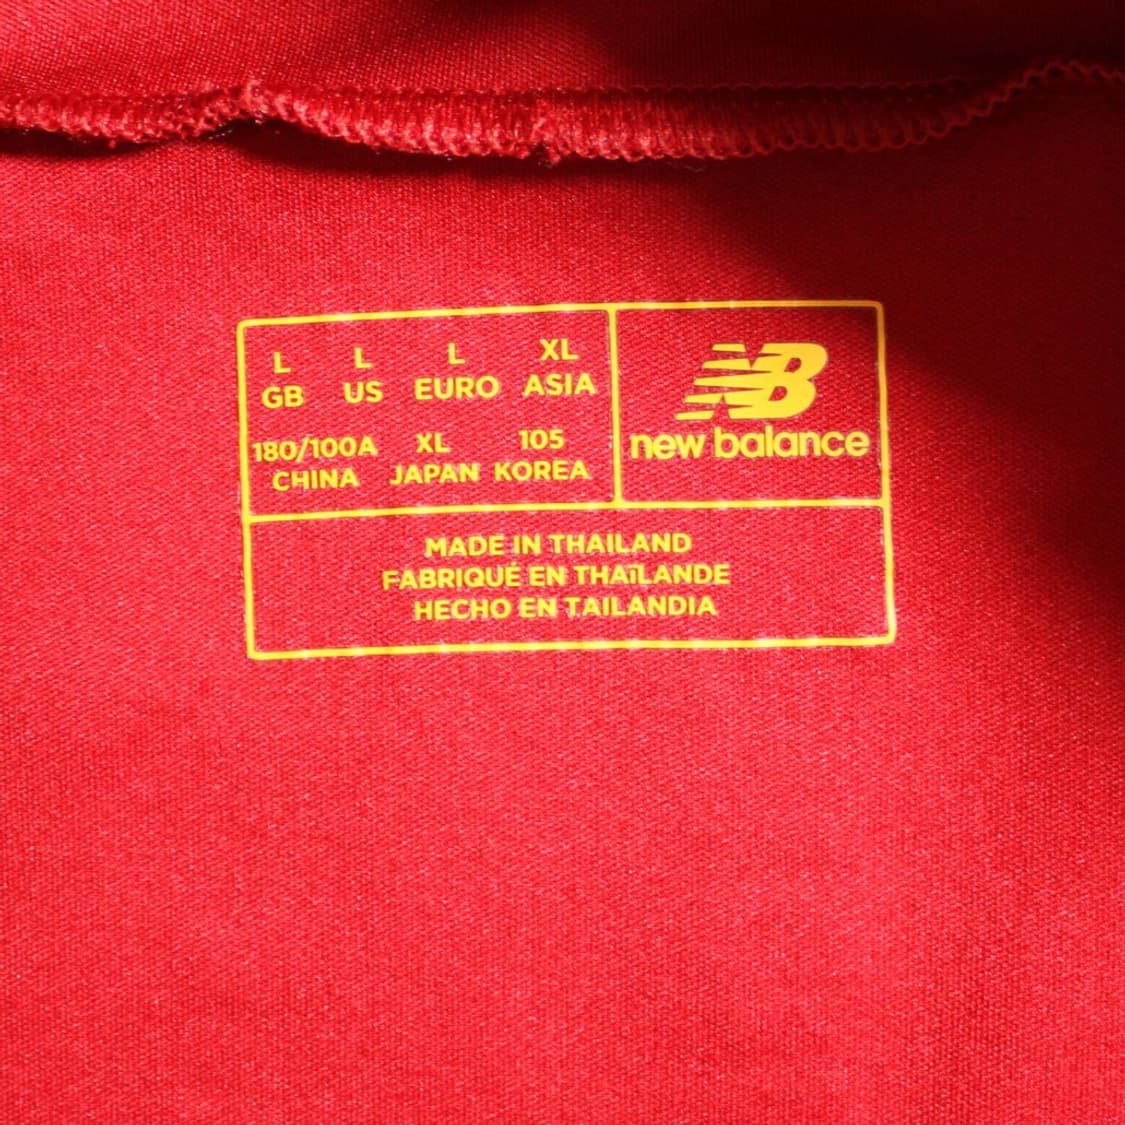 L L L XL
GB US EURO ASIA
180/100A XL 105
CHINA JAPAN KOREA
NB
new balance
MADE IN THAILAND
FABRIQUÉ EN THAÏLANDE
HECHO EN TAILANDIA